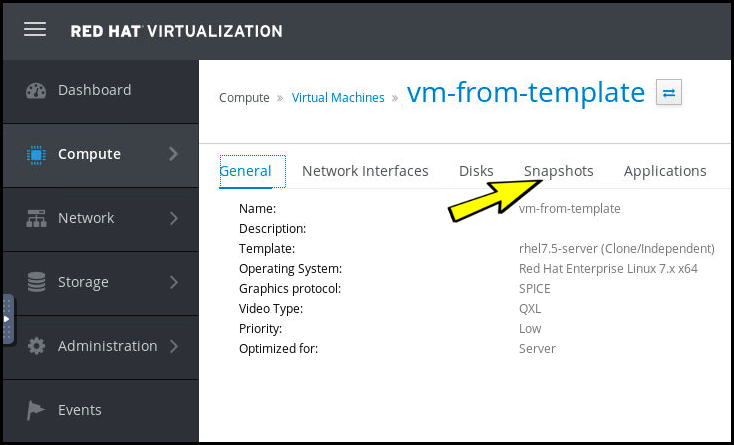 RED HAT VIRTUALIZATION
Dashboard
Compute
Network
Storage
Administration
Events
Compute » Virtual Machines » vm-from-template
General Network Interfaces Disks Snapshots Applications
Name: vm-from-template
Description:
Template: rhel7.5-server (Clone/Independent)
Operating System: Red Hat Enterprise Linux 7.x x64
Graphics protocol: SPICE
Video Type: QXL
Priority: Low
Optimized for: Server